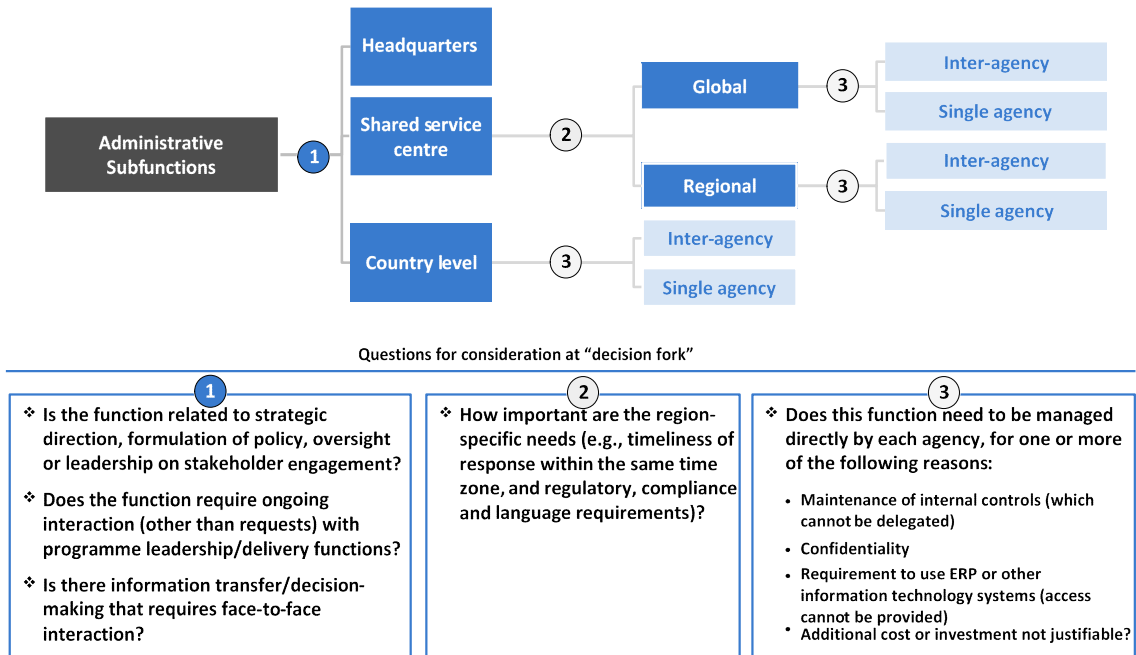 Administrative
Subfunctions
1
Headquarters
Shared service
centre
2
Global
3
Inter-agency
Single agency
Regional
3
Inter-agency
Single agency
Country level
3
Inter-agency
Single agency
Questions for consideration at “decision fork”
1
❖ Is the function related to strategic
direction, formulation of policy, oversight
or leadership on stakeholder engagement?
❖ Does the function require ongoing
interaction (other than requests) with
programme leadership/delivery functions?
❖ Is there information transfer/decision-
making that requires face-to-face
interaction?
2
❖ How important are the region-
specific needs (e.g., timeliness of
response within the same time
zone, and regulatory, compliance
and language requirements)?
3
❖ Does this function need to be managed
directly by each agency, for one or more
of the following reasons:
• Maintenance of internal controls (which
cannot be delegated)
• Confidentiality
• Requirement to use ERP or other
information technology systems (access
cannot be provided)
• Additional cost or investment not justifiable?